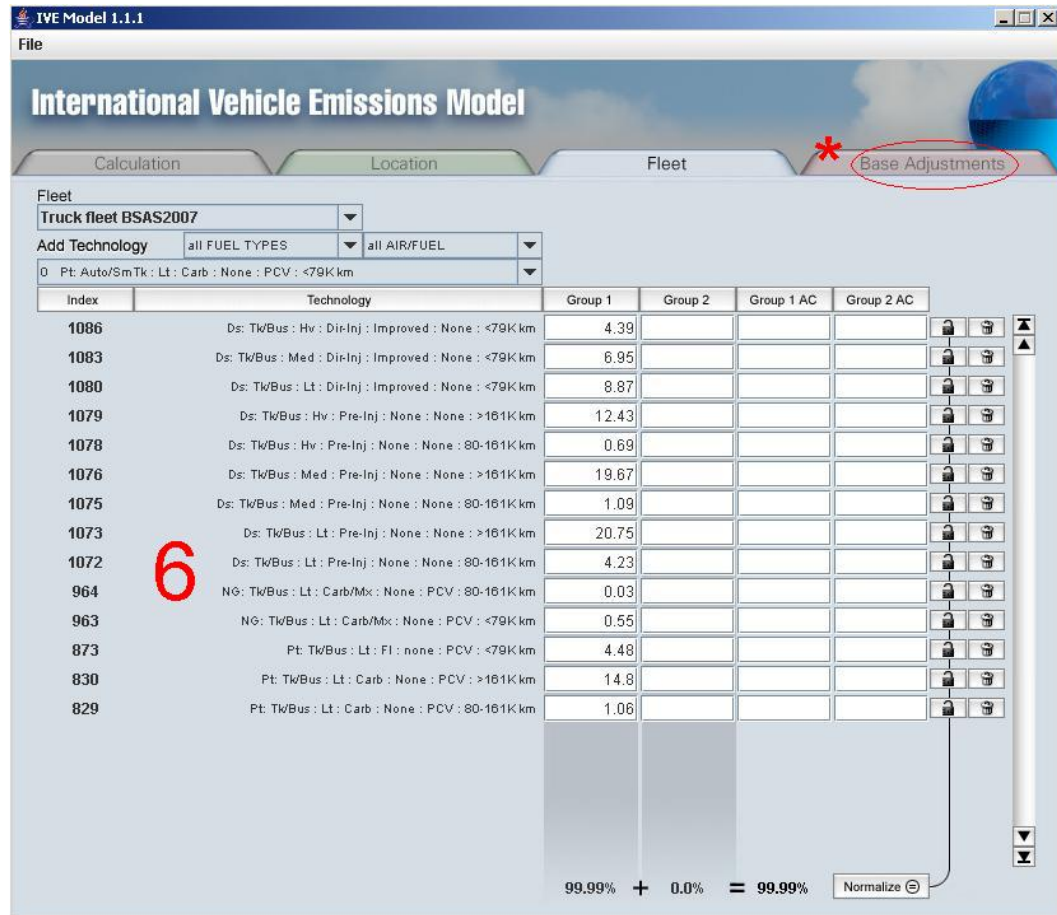 IVE Model 1.1.1
File
International Vehicle Emissions Model
Calculation Location Fleet * Base Adjustments
Fleet
Truck fleet BSAS2007
Add Technology all FUEL TYPES all AIR/FUEL
0 Pt: Auto/SmTk : Lt : Carb : None : PCV : <79K km
Index Technology Group 1 Group 2 Group 1 AC Group 2 AC
1086 Ds: Tk/Bus : Hv : Dir-Inj : Improved : None : <79K km 4.39
1083 Ds: Tk/Bus : Med : Dir-Inj : Improved : None : <79K km 6.95
1080 Ds: Tk/Bus : Lt : Dir-Inj : Improved : None : <79K km 8.87
1079 Ds: Tk/Bus : Hv : Pre-Inj : None : None : >161K km 12.43
1078 Ds: Tk/Bus : Hv : Pre-Inj : None : None : 80-161K km 0.69
1076 Ds: Tk/Bus : Med : Pre-Inj : None : None : >161K km 19.67
1075 Ds: Tk/Bus : Med : Pre-Inj : None : None : 80-161K km 1.09
1073 Ds: Tk/Bus : Lt : Pre-Inj : None : None : >161K km 20.75
1072 Ds: Tk/Bus : Lt : Pre-Inj : None : None : 80-161K km 4.23
6
964 NG: Tk/Bus : Lt : Carb/Mx : None : PCV : 80-161K km 0.03
963 NG: Tk/Bus : Lt : Carb/Mx : None : PCV : <79K km 0.55
873 Pt: Tk/Bus : Lt : FI : none : PCV : <79K km 4.48
830 Pt: Tk/Bus : Lt : Carb : None : PCV : >161K km 14.8
829 Pt: Tk/Bus : Lt : Carb : None : PCV : 80-161K km 1.06
99.99% + 0.0% = 99.99% Normalize